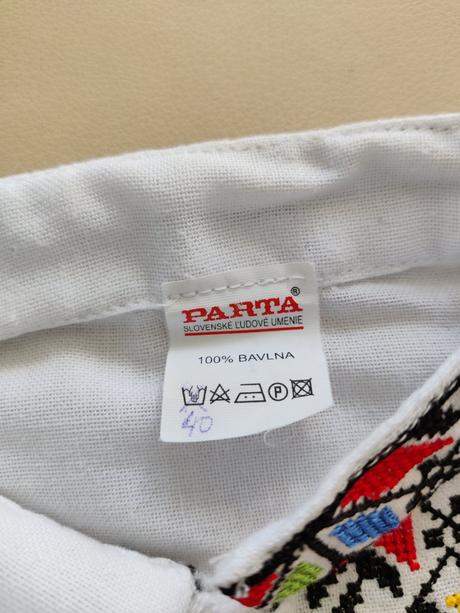 PARTA®
SLOVENSKÉ ĽUDOVÉ UMENIE
100% BAVLNA
P
40